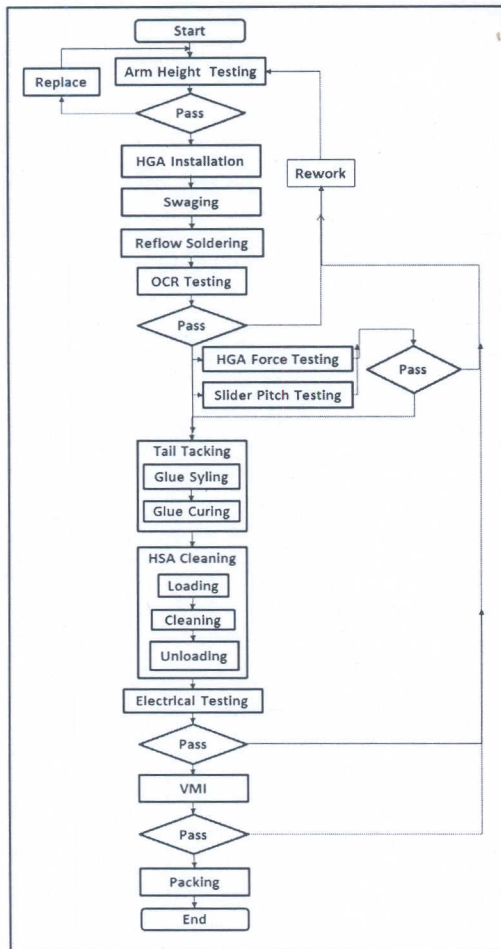 Start
Replace
Arm Height Testing
Pass
HGA Installation
Rework
Swaging
Reflow Soldering
OCR Testing
Pass
HGA Force Testing
Pass
Slider Pitch Testing
Tail Tacking
Glue Syling
Glue Curing
HSA Cleaning
Loading
Cleaning
Unloading
Electrical Testing
Pass
VMI
Pass
Packing
End